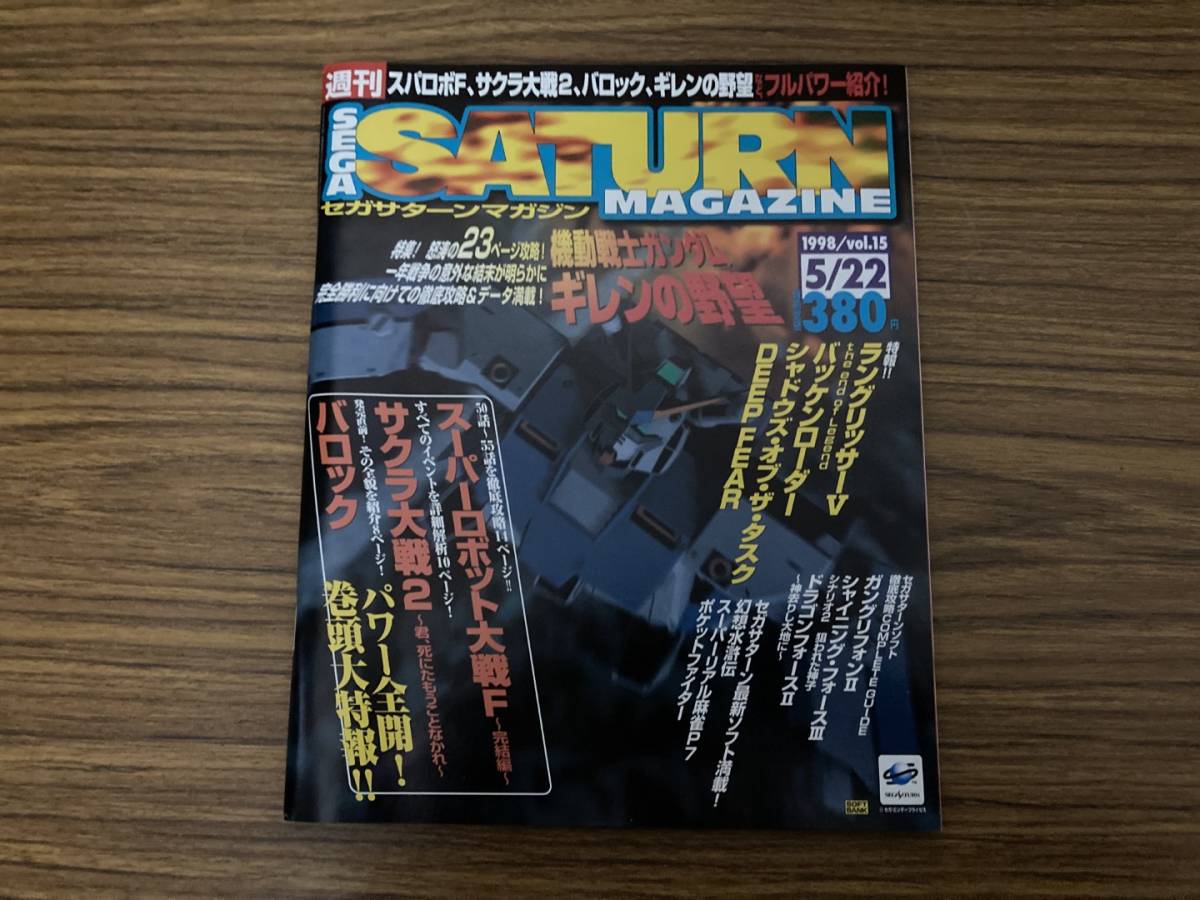 週刊 スパロボF、サクラ大戦2、バロック、ギレンの野望など、フルパワー紹介!
SEGA SATURN MAGAZINE
セガサターンマガジン
1998/vol.15
5/22
380円
特集! 怒濤の23ページ攻略!
一年戦争の意外な結末が明らかに
完全勝利に向けての徹底攻略&データ満載!
機動戦士ガンダム
ギレンの野望
特報!!
ラングリッサーV
the end of Legend
バッケンローダー
シャドウズ・オブ・ザ・タスク
DEEP FEAR
50話~55話を徹底攻略14ページ!!
スーパーロボット大戦F ~完結編~
すべてのイベントを詳細解析10ページ!
サクラ大戦2 ~君、死にたもうことなかれ~
発売直前! その全貌を紹介8ページ!
バロック
パワー全開!
巻頭大特報!!
セガサターンソフト
徹底攻略COMPLETE GUIDE
ガングリフォンII
シャイニング・フォースIII
シナリオ2 狙われた神子
ドラゴンフォースII
~神去りし大地に~
セガサターン最新ソフト満載!
幻想水滸伝
スーパーリアル麻雀P7
ポケットファイター
SEGA SATURN
SOFT BANK
© セガ・エンタープライゼス